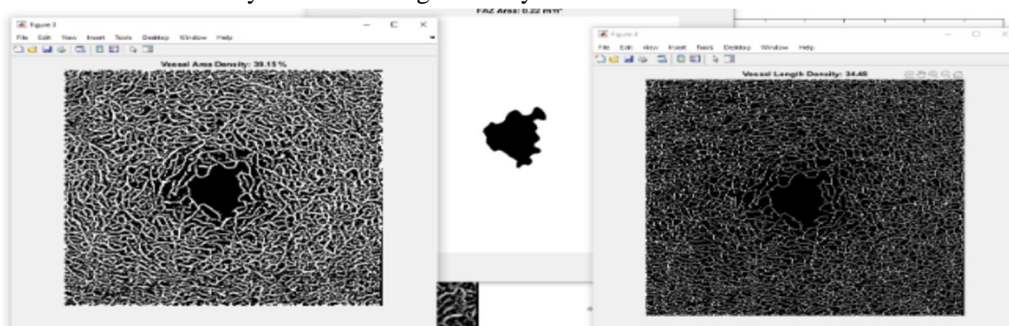 FAZ Area: 0.22 mm²
Figure 3
File Edit View Insert Tools Desktop Window Help
Vessel Area Density: 39.15 %
Figure 4
File Edit View Insert Tools Desktop Window Help
Vessel Length Density: 34.48